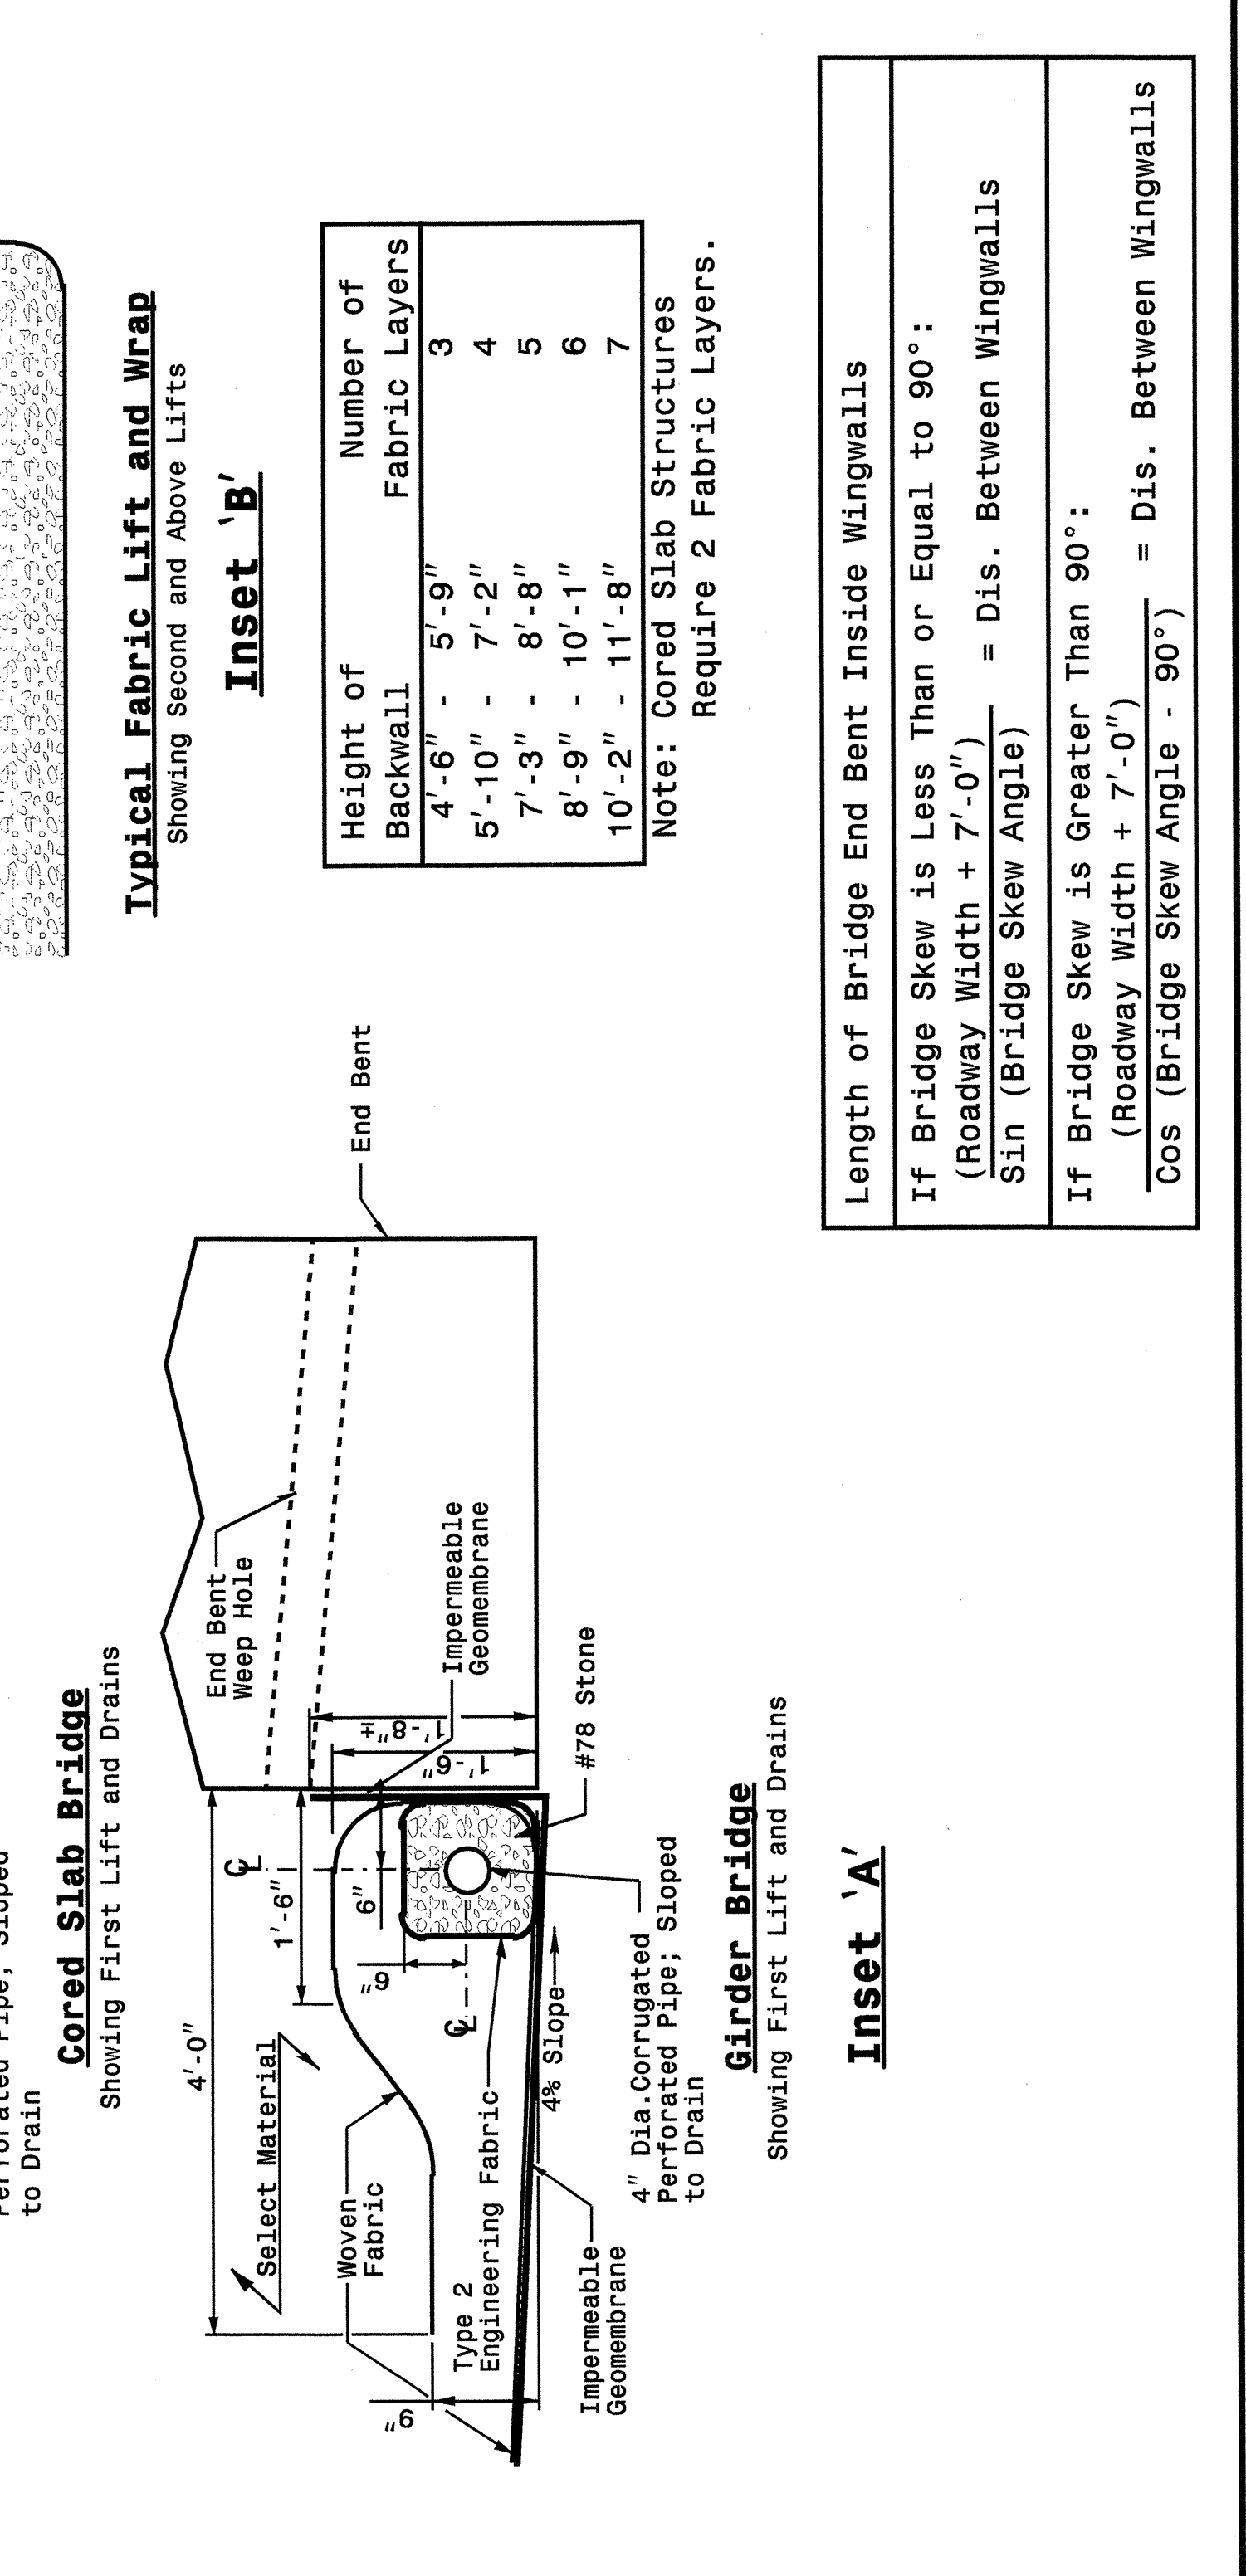 to Drain
Cored Slab Bridge
Showing First Lift and Drains
4'-0"
Select Material
Woven
Fabric
1'-6"
6"
6"
9"
C
L
C
L
End Bent
Weep Hole
End Bent
1'-8"±
1'-6"
Impermeable
Geomembrane
#78 Stone
Type 2
Engineering Fabric
4% Slope
Impermeable
Geomembrane
4" Dia.Corrugated
Perforated Pipe; Sloped
to Drain
Girder Bridge
Showing First Lift and Drains
Inset 'A'
Typical Fabric Lift and Wrap
Showing Second and Above Lifts
Inset 'B'
Height of Number of
Backwall Fabric Layers
4'-6" - 5'-9" 3
5'-10" - 7'-2" 4
7'-3" - 8'-8" 5
8'-9" - 10'-1" 6
10'-2" - 11'-8" 7
Note: Cored Slab Structures
Require 2 Fabric Layers.
Length of Bridge End Bent Inside Wingwalls
If Bridge Skew is Less Than or Equal to 90°:
(Roadway Width + 7'-0")
= Dis. Between Wingwalls
Sin (Bridge Skew Angle)
If Bridge Skew is Greater Than 90°:
(Roadway Width + 7'-0")
= Dis. Between Wingwalls
Cos (Bridge Skew Angle - 90°)